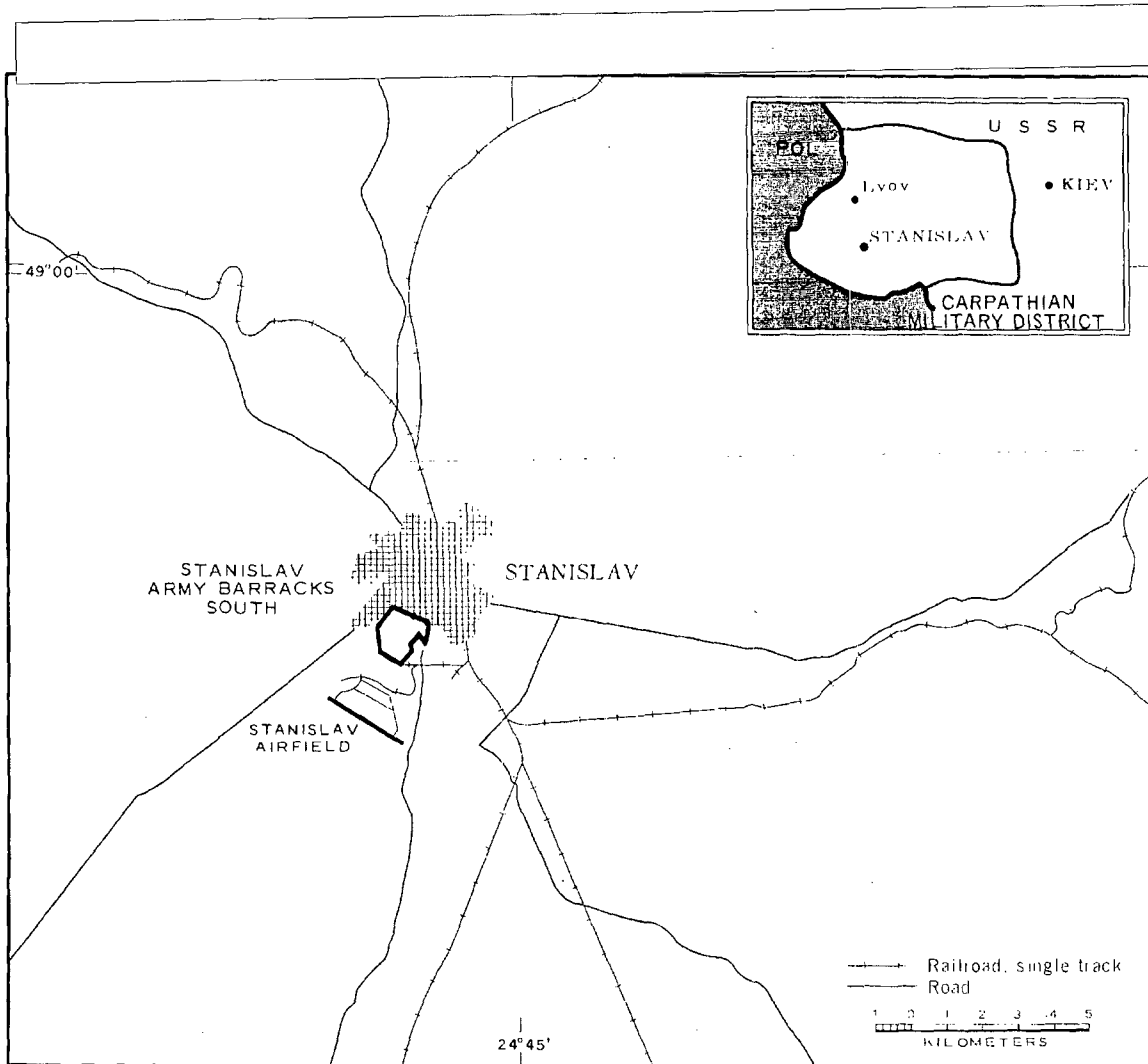 U S S R
POL
Lvov
KIEV
STANISLAV
CARPATHIAN
MILITARY DISTRICT
49°00'
STANISLAV
ARMY BARRACKS
SOUTH
STANISLAV
STANISLAV
AIRFIELD
Railroad, single track
Road
1 0 1 2 3 4 5
KILOMETERS
24°45'